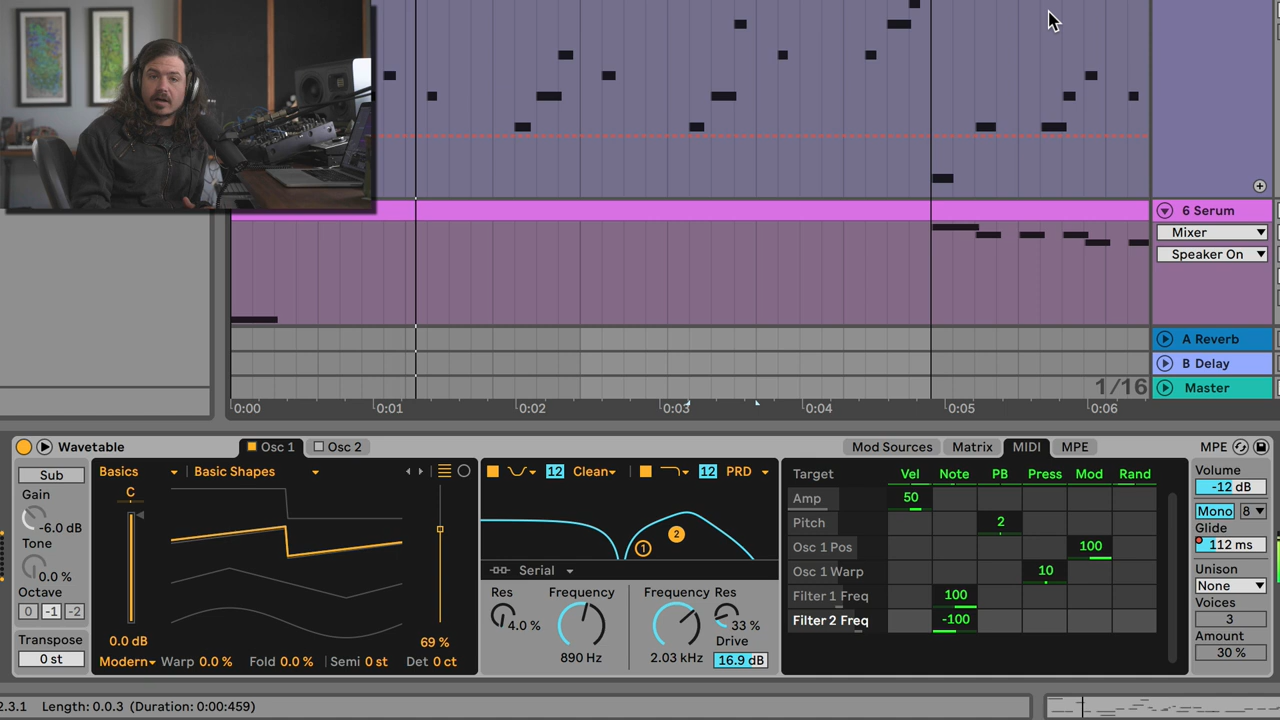 6 Serum
Mixer
Speaker On
A Reverb
B Delay
1/16
Master
0:00
0:01
0:02
0:03
0:04
0:05
0:06
Wavetable
Osc 1
Osc 2
Mod Sources
Matrix
MIDI
MPE
MPE
Sub
Gain
-6.0 dB
Tone
0.0 %
Octave
0 -1 -2
Transpose
0 st
Basics
Basic Shapes
C
0.0 dB
69 %
Modern
Warp 0.0 %
Fold 0.0 %
Semi 0 st
Det 0 ct
12 Clean
12 PRD
1
2
Serial
Res
Frequency
Frequency
Res
4.0 %
33 %
Drive
890 Hz
2.03 kHz
16.9 dB
Target Vel Note PB Press Mod Rand
Amp 50
Pitch 2
Osc 1 Pos 100
Osc 1 Warp 10
Filter 1 Freq 100
Filter 2 Freq -100
Volume
-12 dB
Mono 8
Glide
112 ms
Unison
None
Voices
3
Amount
30 %
2.3.1 Length: 0.0.3 (Duration: 0:00:459)